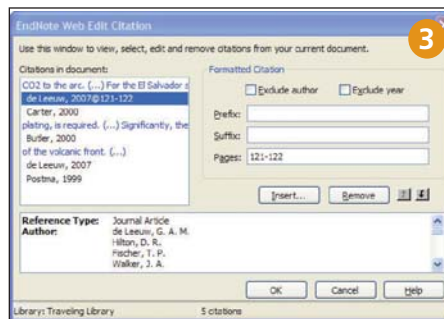 EndNote Web Edit Citation
3
Use this window to view, select, edit and remove citations from your current document.
Citations in document:
CO2 to the arc. (...) For the El Salvador s
de Leeuw, 2007@121-122
Carter, 2000
plating, is required. (...) Significantly, the
Butler, 2000
of the volcanic front. (...)
de Leeuw, 2007
Postma, 1999
Formatted Citation
Exclude author Exclude year
Prefix:
Suffix:
Pages: 121-122
Insert... Remove
Reference Type: Journal Article
Author: de Leeuw, G. A. M.
Hilton, D. R.
Fischer, T. P.
Walker, J. A.
OK Cancel Help
Library: Traveling Library 5 citations